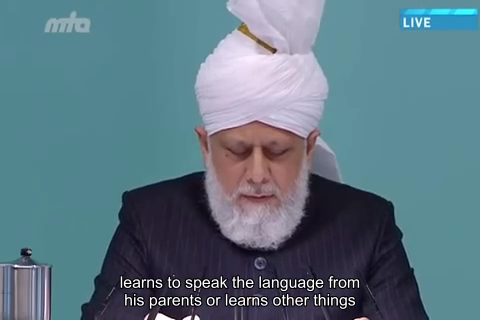 mta
LIVE
learns to speak the language from
his parents or learns other things